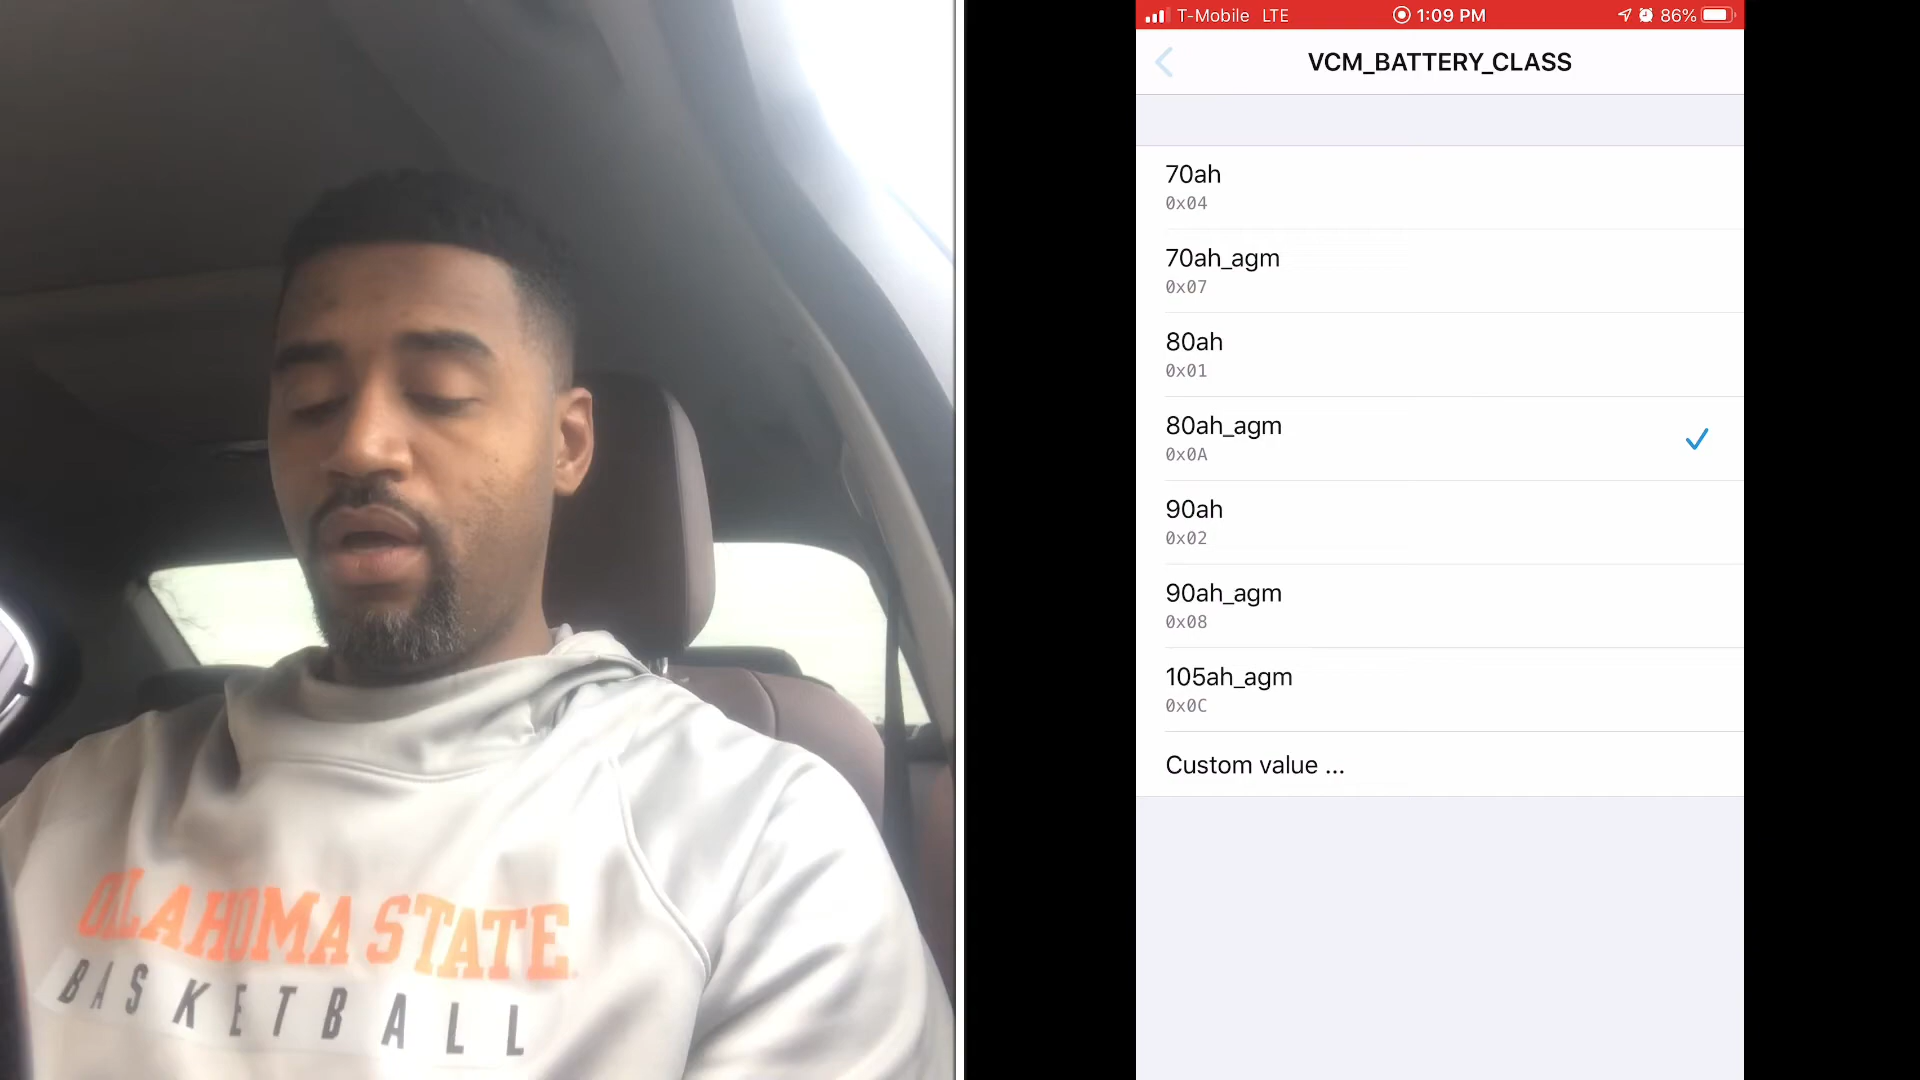 OKLAHOMA STATE
BASKETBALL
T-Mobile LTE 1:09 PM 86%
VCM_BATTERY_CLASS
70ah
0x04
70ah_agm
0x07
80ah
0x01
80ah_agm
0x0A
90ah
0x02
90ah_agm
0x08
105ah_agm
0x0C
Custom value ...